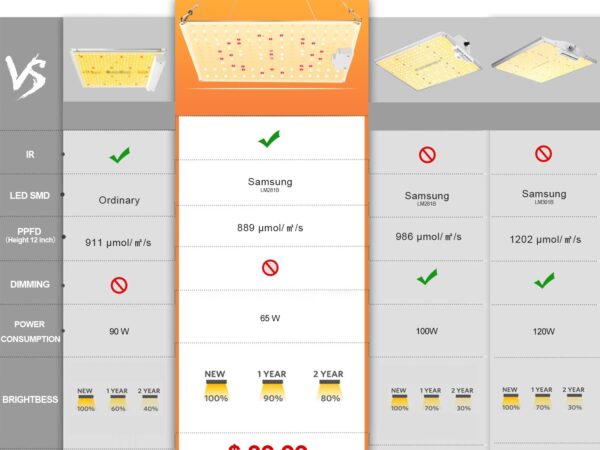 VS
IR
LED SMD
Ordinary
Samsung
LM281B
Samsung
LM281B
Samsung
LM301B
PPFD
(Height 12 inch)
911 μmol/㎡/s
889 μmol/㎡/s
986 μmol/㎡/s
1202 μmol/㎡/s
DIMMING
POWER
CONSUMPTION
90 W
65 W
100W
120W
BRIGHTBESS
NEW 1 YEAR 2 YEAR
100% 60% 40%
NEW 1 YEAR 2 YEAR
100% 90% 80%
NEW 1 YEAR 2 YEAR
100% 70% 30%
NEW 1 YEAR 2 YEAR
100% 70% 30%